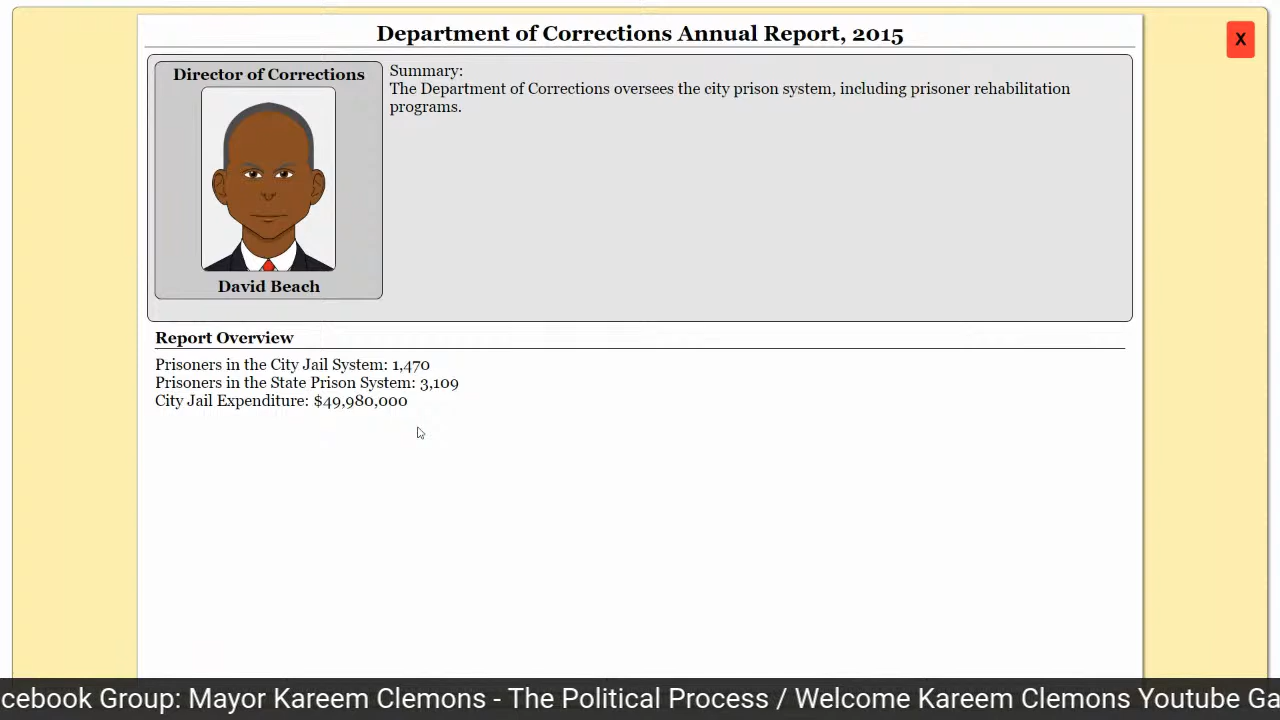 Department of Corrections Annual Report, 2015
X
Director of Corrections
David Beach
Summary:
The Department of Corrections oversees the city prison system, including prisoner rehabilitation
programs.
Report Overview
Prisoners in the City Jail System: 1,470
Prisoners in the State Prison System: 3,109
City Jail Expenditure: $49,980,000
cebook Group: Mayor Kareem Clemons - The Political Process / Welcome Kareem Clemons Youtube Ga